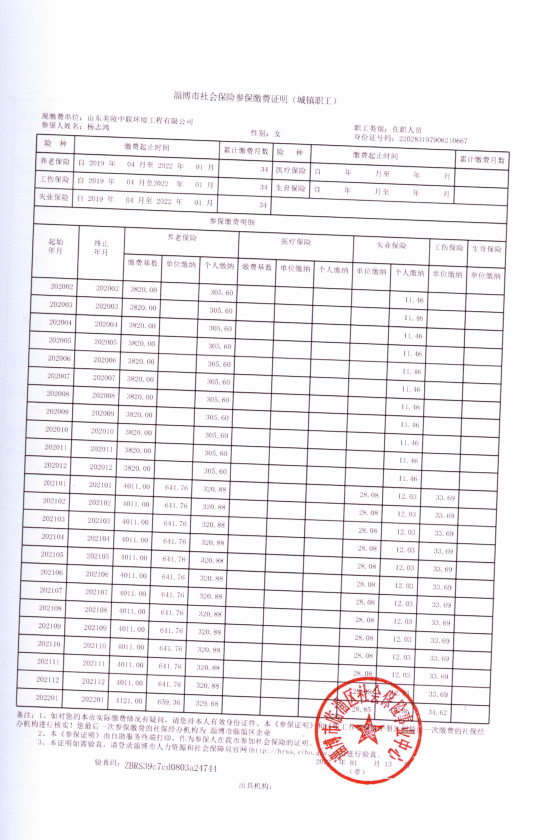 淄博市社会保险参保缴费证明（城镇职工）
现缴费单位：山东美陵中联环境工程有限公司 职工类别：在职人员
参保人姓名：杨志鸿 性别：女 身份证号码：220283197906210667
险 种 缴费起止时间 累计缴费月数 险 种 缴费起止时间 累计缴费月数
养老保险 自 2019 年 04 月至 2022 年 01 月 34 医疗保险 自 年 月至 年 月
工伤保险 自 2019 年 04 月至2022 年 01 月 34 生育保险 自 年 月至 年 月
失业保险 自 2019 年 04 月至 2022 年 01 月 34
参保缴费明细
起始年月 终止年月 养老保险 医疗保险 失业保险 工伤保险 生育保险
缴费基数 单位缴纳 个人缴纳 缴费基数 单位缴纳 个人缴纳 单位缴纳 个人缴纳 单位缴纳 单位缴纳
202002 202002 3820.00 305.60 11.46
202003 202003 3820.00 305.60 11.46
202004 202004 3820.00 305.60 11.46
202005 202005 3820.00 305.60 11.46
202006 202006 3820.00 305.60 11.46
202007 202007 3820.00 305.60 11.46
202008 202008 3820.00 305.60 11.46
202009 202009 3820.00 305.60 11.46
202010 202010 3820.00 305.60 11.46
202011 202011 3820.00 305.60 11.46
202012 202012 3820.00 305.60 11.46
202101 202101 4011.00 641.76 320.88 28.08 12.03 33.69
202102 202102 4011.00 641.76 320.88 28.08 12.03 33.69
202103 202103 4011.00 641.76 320.88 28.08 12.03 33.69
202104 202104 4011.00 641.76 320.88 28.08 12.03 33.69
202105 202105 4011.00 641.76 320.88 28.08 12.03 33.69
202106 202106 4011.00 641.76 320.88 28.08 12.03 33.69
202107 202107 4011.00 641.76 320.88 28.08 12.03 33.69
202108 202108 4011.00 641.76 320.88 28.08 12.03 33.69
202109 202109 4011.00 641.76 320.88 28.08 12.03 33.69
202110 202110 4011.00 641.76 320.88 28.08 12.03 33.69
202111 202111 4011.00 641.76 320.88 28.08 12.03 33.69
202112 202112 4011.00 641.76 320.88 28.08 33.69
202201 202201 4121.00 659.36 329.68 28.85 34.62
备注：1、如对您的本市实际缴费情况有疑问，请您持本人有效身份证件、本《参保证明》 一次缴费的社保经
办机构进行核实！您最后一次参保缴费的社保经办机构为 淄博市临淄区企业
2、本《参保证明》由自助服务终端打印，作为参保人在我市参加社会保险的证明。
3、本证明如需验真，请登录淄博市人力资源和社会保障局官网(http://hrss.zibo. 进行验真。
验真码：ZBRS39c7cd0803a24744 2022 年 01 月 13
（章）
淄博市临淄区社会保险事业中心
出具机构：